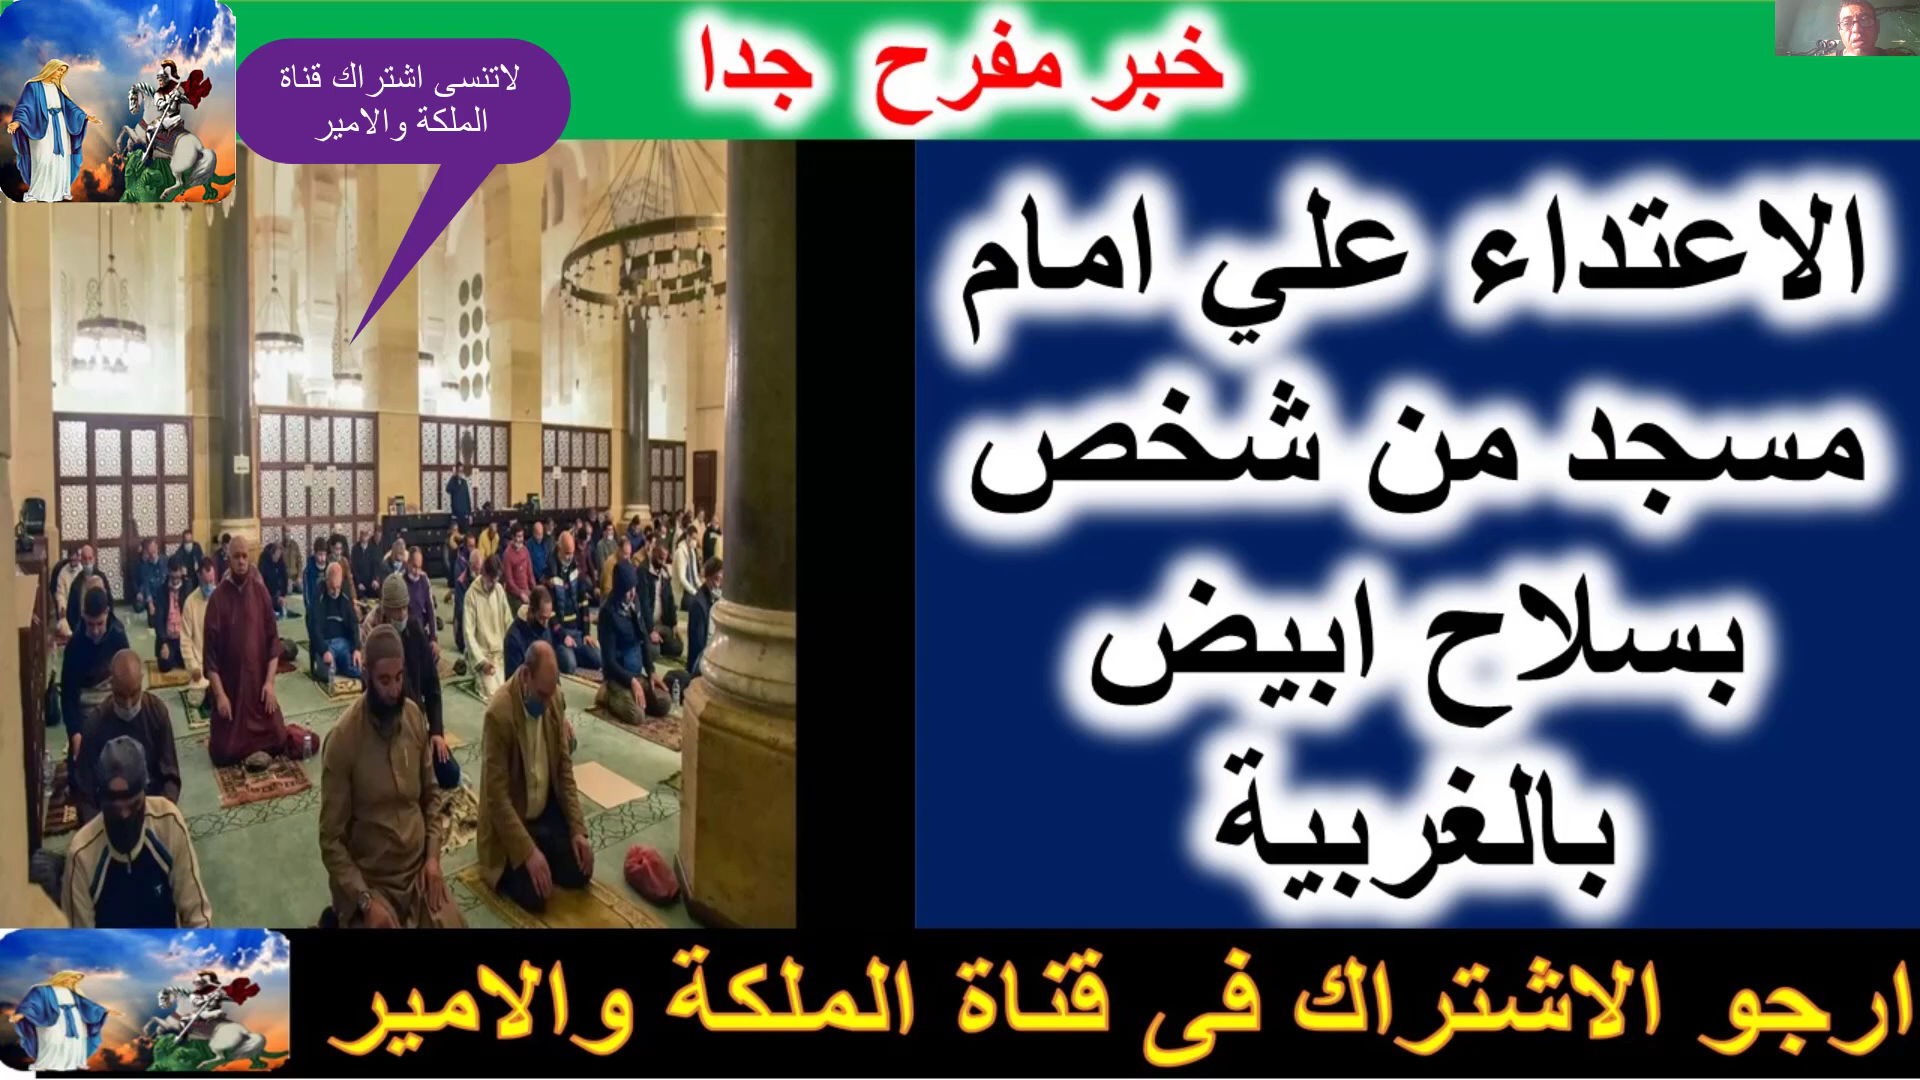 خبر مفرح جدا
لاتنسى اشتراك قناة
الملكة والامير
الاعتداء علي امام
مسجد من شخص
بسلاح ابيض
بالغربية
ارجو الاشتراك فى قناة الملكة والامير